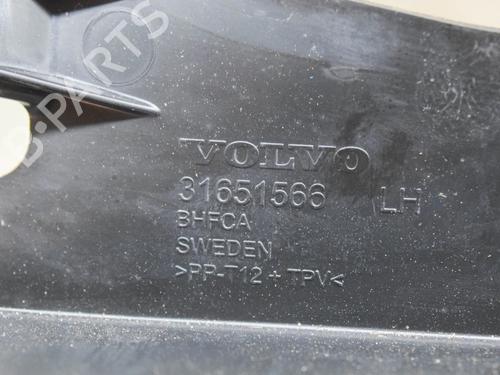 B-PARTS
VOLVO
31651566 LH
BHFCA
SWEDEN
>PP-T12+TPV<